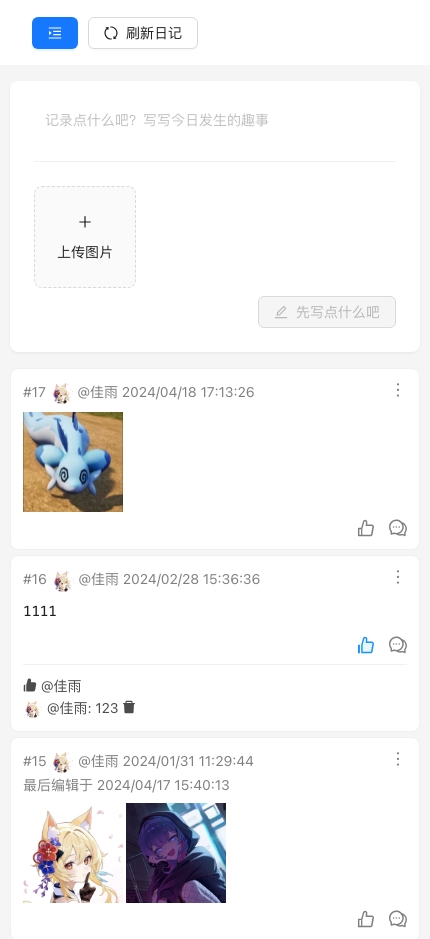 刷新日记
记录点什么吧？ 写写今日发生的趣事
上传图片
先写点什么吧
#17 @佳雨 2024/04/18 17:13:26
#16 @佳雨 2024/02/28 15:36:36
1111
@佳雨
@佳雨: 123
#15 @佳雨 2024/01/31 11:29:44
最后编辑于 2024/04/17 15:40:13